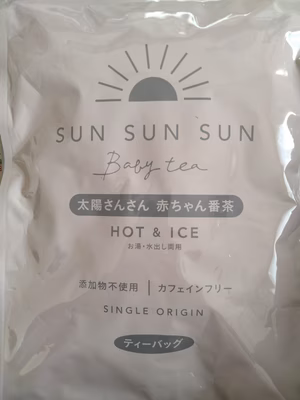 SUN SUN SUN
Baby tea
太陽さんさん 赤ちゃん番茶
HOT & ICE
お湯・水出し両用
添加物不使用 | カフェインフリー
SINGLE ORIGIN
ティーバッグ